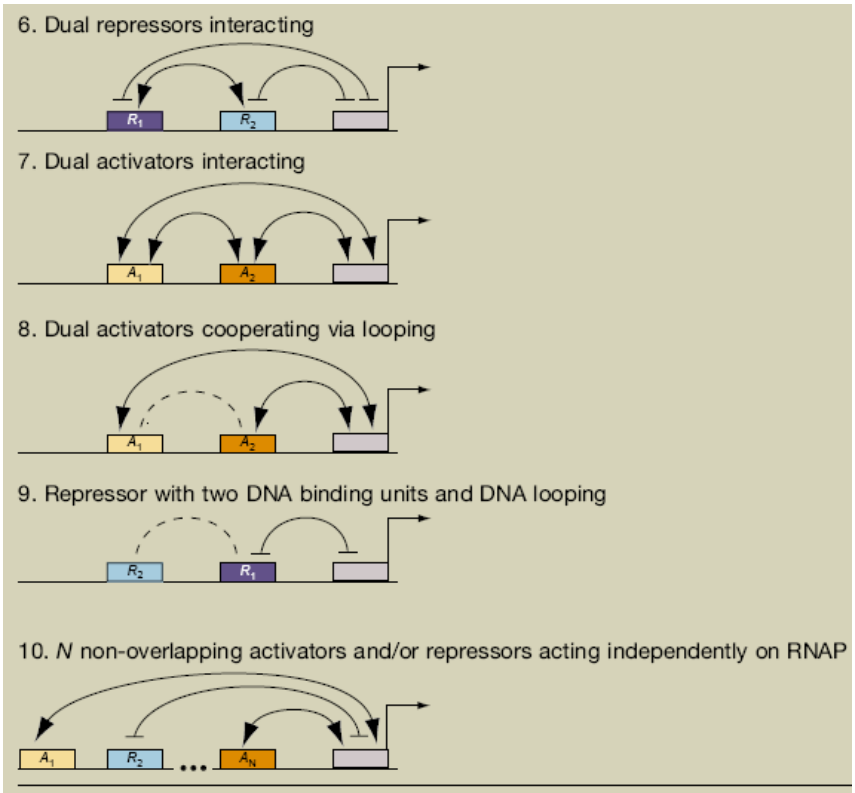 6. Dual repressors interacting
R1 R2
7. Dual activators interacting
A1 A2
8. Dual activators cooperating via looping
A1 A2
9. Repressor with two DNA binding units and DNA looping
R2 R1
10. N non-overlapping activators and/or repressors acting independently on RNAP
A1 R2 ... AN